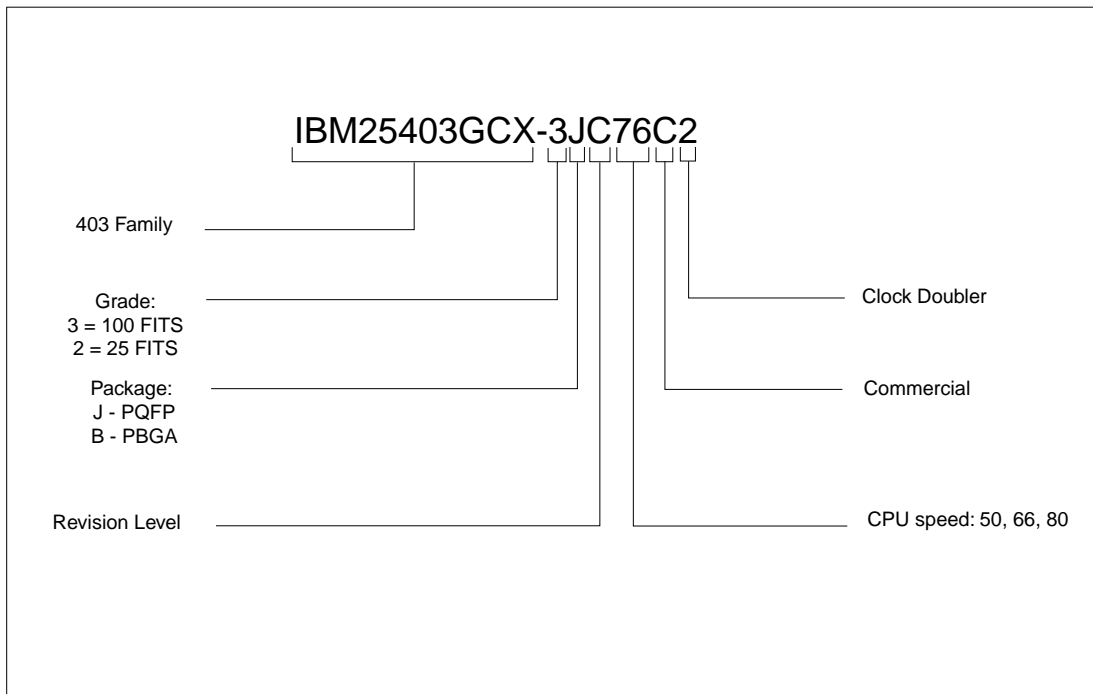 IBM25403GCX-3JC76C2
403 Family
Grade:
3 = 100 FITS
2 = 25 FITS
Package:
J - PQFP
B - PBGA
Revision Level
Clock Doubler
Commercial
CPU speed: 50, 66, 80